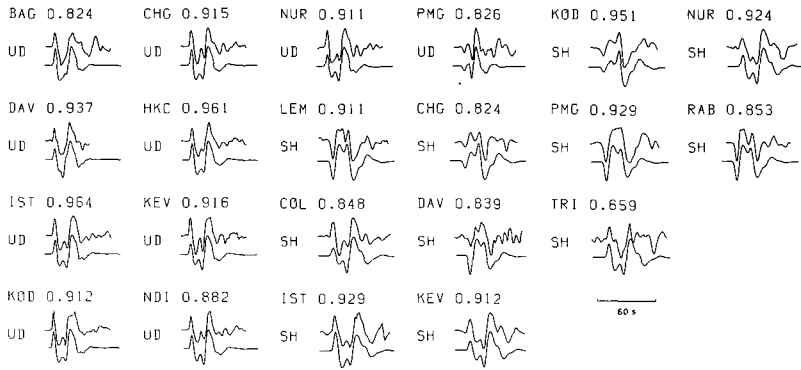 BAG 0.824 CHG 0.915 NUR 0.911 PMG 0.826 KØD 0.951 NUR 0.924
UD UD UD UD SH SH
DAV 0.937 HKC 0.961 LEM 0.911 CHG 0.824 PMG 0.929 RAB 0.853
UD UD SH SH SH SH
IST 0.964 KEV 0.916 CØL 0.848 DAV 0.839 TRI 0.659
UD UD SH SH SH
60 s
KØD 0.912 NDI 0.882 IST 0.929 KEV 0.912
UD UD SH SH